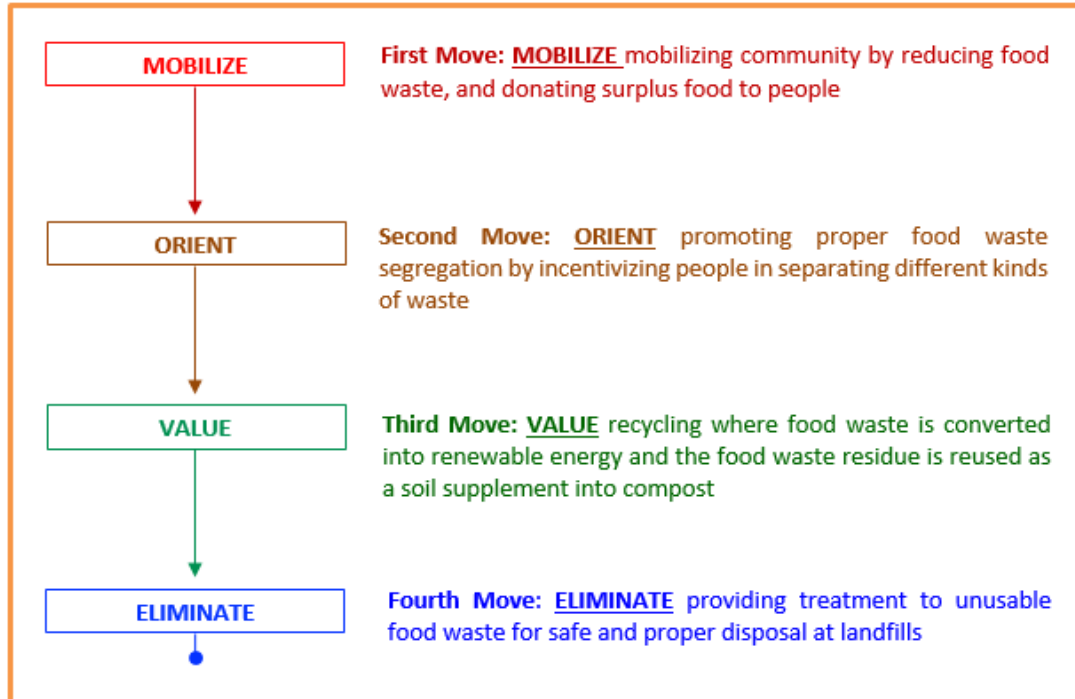 MOBILIZE
First Move: MOBILIZE mobilizing community by reducing food
waste, and donating surplus food to people
ORIENT
Second Move: ORIENT promoting proper food waste
segregation by incentivizing people in separating different kinds
of waste
VALUE
Third Move: VALUE recycling where food waste is converted
into renewable energy and the food waste residue is reused as
a soil supplement into compost
ELIMINATE
Fourth Move: ELIMINATE providing treatment to unusable
food waste for safe and proper disposal at landfills